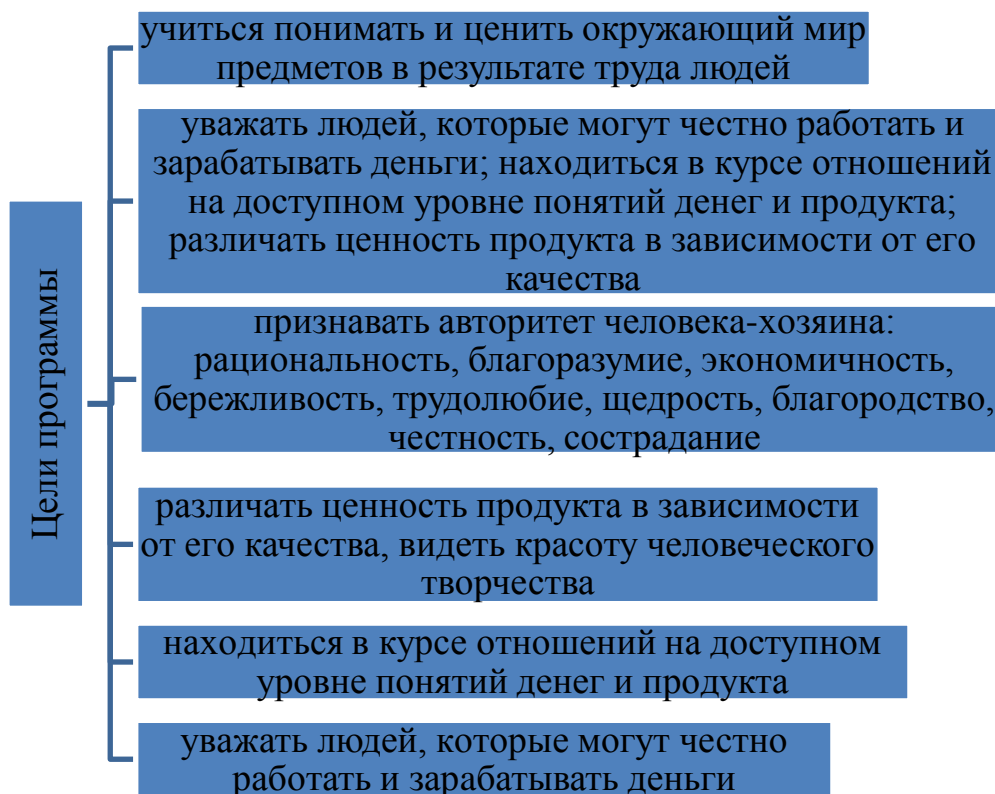 Цели программы
учиться понимать и ценить окружающий мир
предметов в результате труда людей
уважать людей, которые могут честно работать и
зарабатывать деньги; находиться в курсе отношений
на доступном уровне понятий денег и продукта;
различать ценность продукта в зависимости от его
качества
признавать авторитет человека-хозяина:
рациональность, благоразумие, экономичность,
бережливость, трудолюбие, щедрость, благородство,
честность, сострадание
различать ценность продукта в зависимости
от его качества, видеть красоту человеческого
творчества
находиться в курсе отношений на доступном
уровне понятий денег и продукта
уважать людей, которые могут честно
работать и зарабатывать деньги